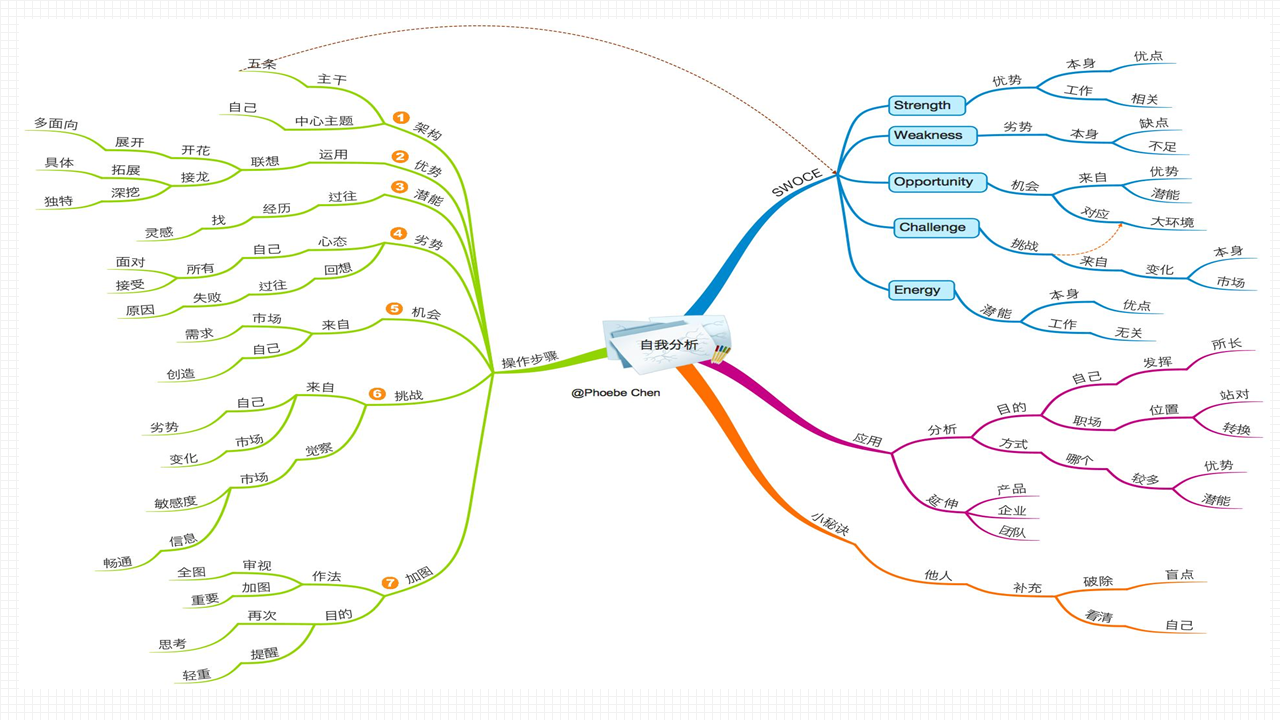 自我分析
@Phoebe Chen
SWOCE
Strength
优势
本身
优点
工作
相关
Weakness
劣势
本身
缺点
不足
Opportunity
机会
来自
优势
潜能
对应
大环境
Challenge
挑战
来自
变化
本身
市场
Energy
潜能
本身
优点
工作
无关
应用
分析
目的
自己
发挥
所长
职场
位置
站对
转换
方式
哪个
较多
优势
潜能
延伸
产品
企业
团队
小秘诀
他人
补充
破除
盲点
看清
自己
操作步骤
1 架构
主干
五条
中心主题
自己
2 优势
运用
联想
开花
展开
多面向
接龙
拓展
具体
深挖
独特
3 潜能
过往
经历
找
灵感
4 劣势
心态
自己
所有
面对
接受
回想
过往
失败
原因
5 机会
来自
市场
需求
自己
创造
6 挑战
来自
自己
劣势
市场
变化
觉察
市场
敏感度
信息
畅通
7 加图
作法
审视
全图
加图
重要
目的
再次
思考
提醒
轻重